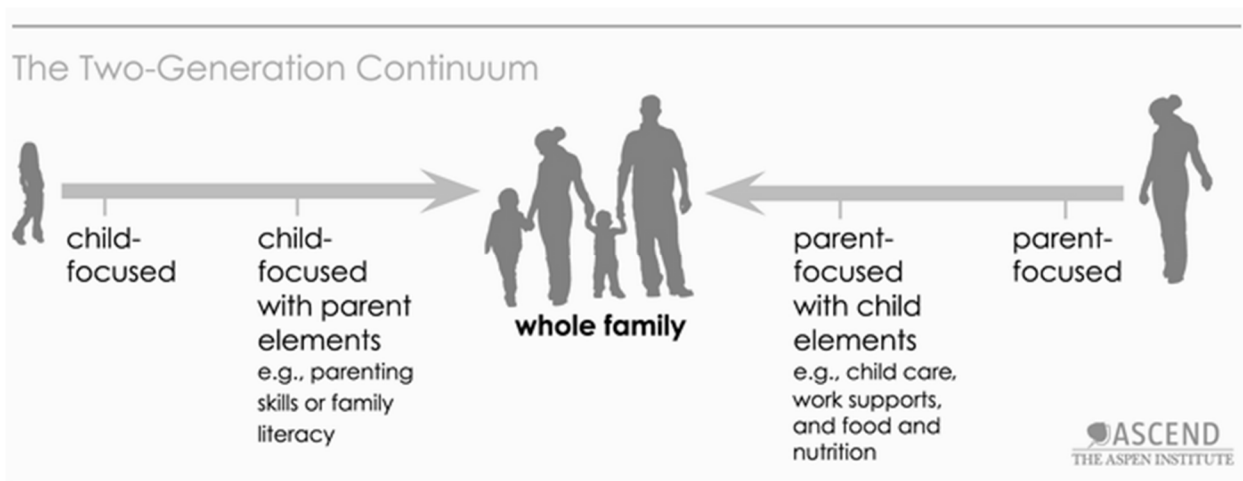 The Two-Generation Continuum
child-
focused
child-
focused
with parent
elements
e.g., parenting
skills or family
literacy
whole family
parent-
focused
with child
elements
e.g., child care,
work supports,
and food and
nutrition
parent-
focused
ASCEND
THE ASPEN INSTITUTE